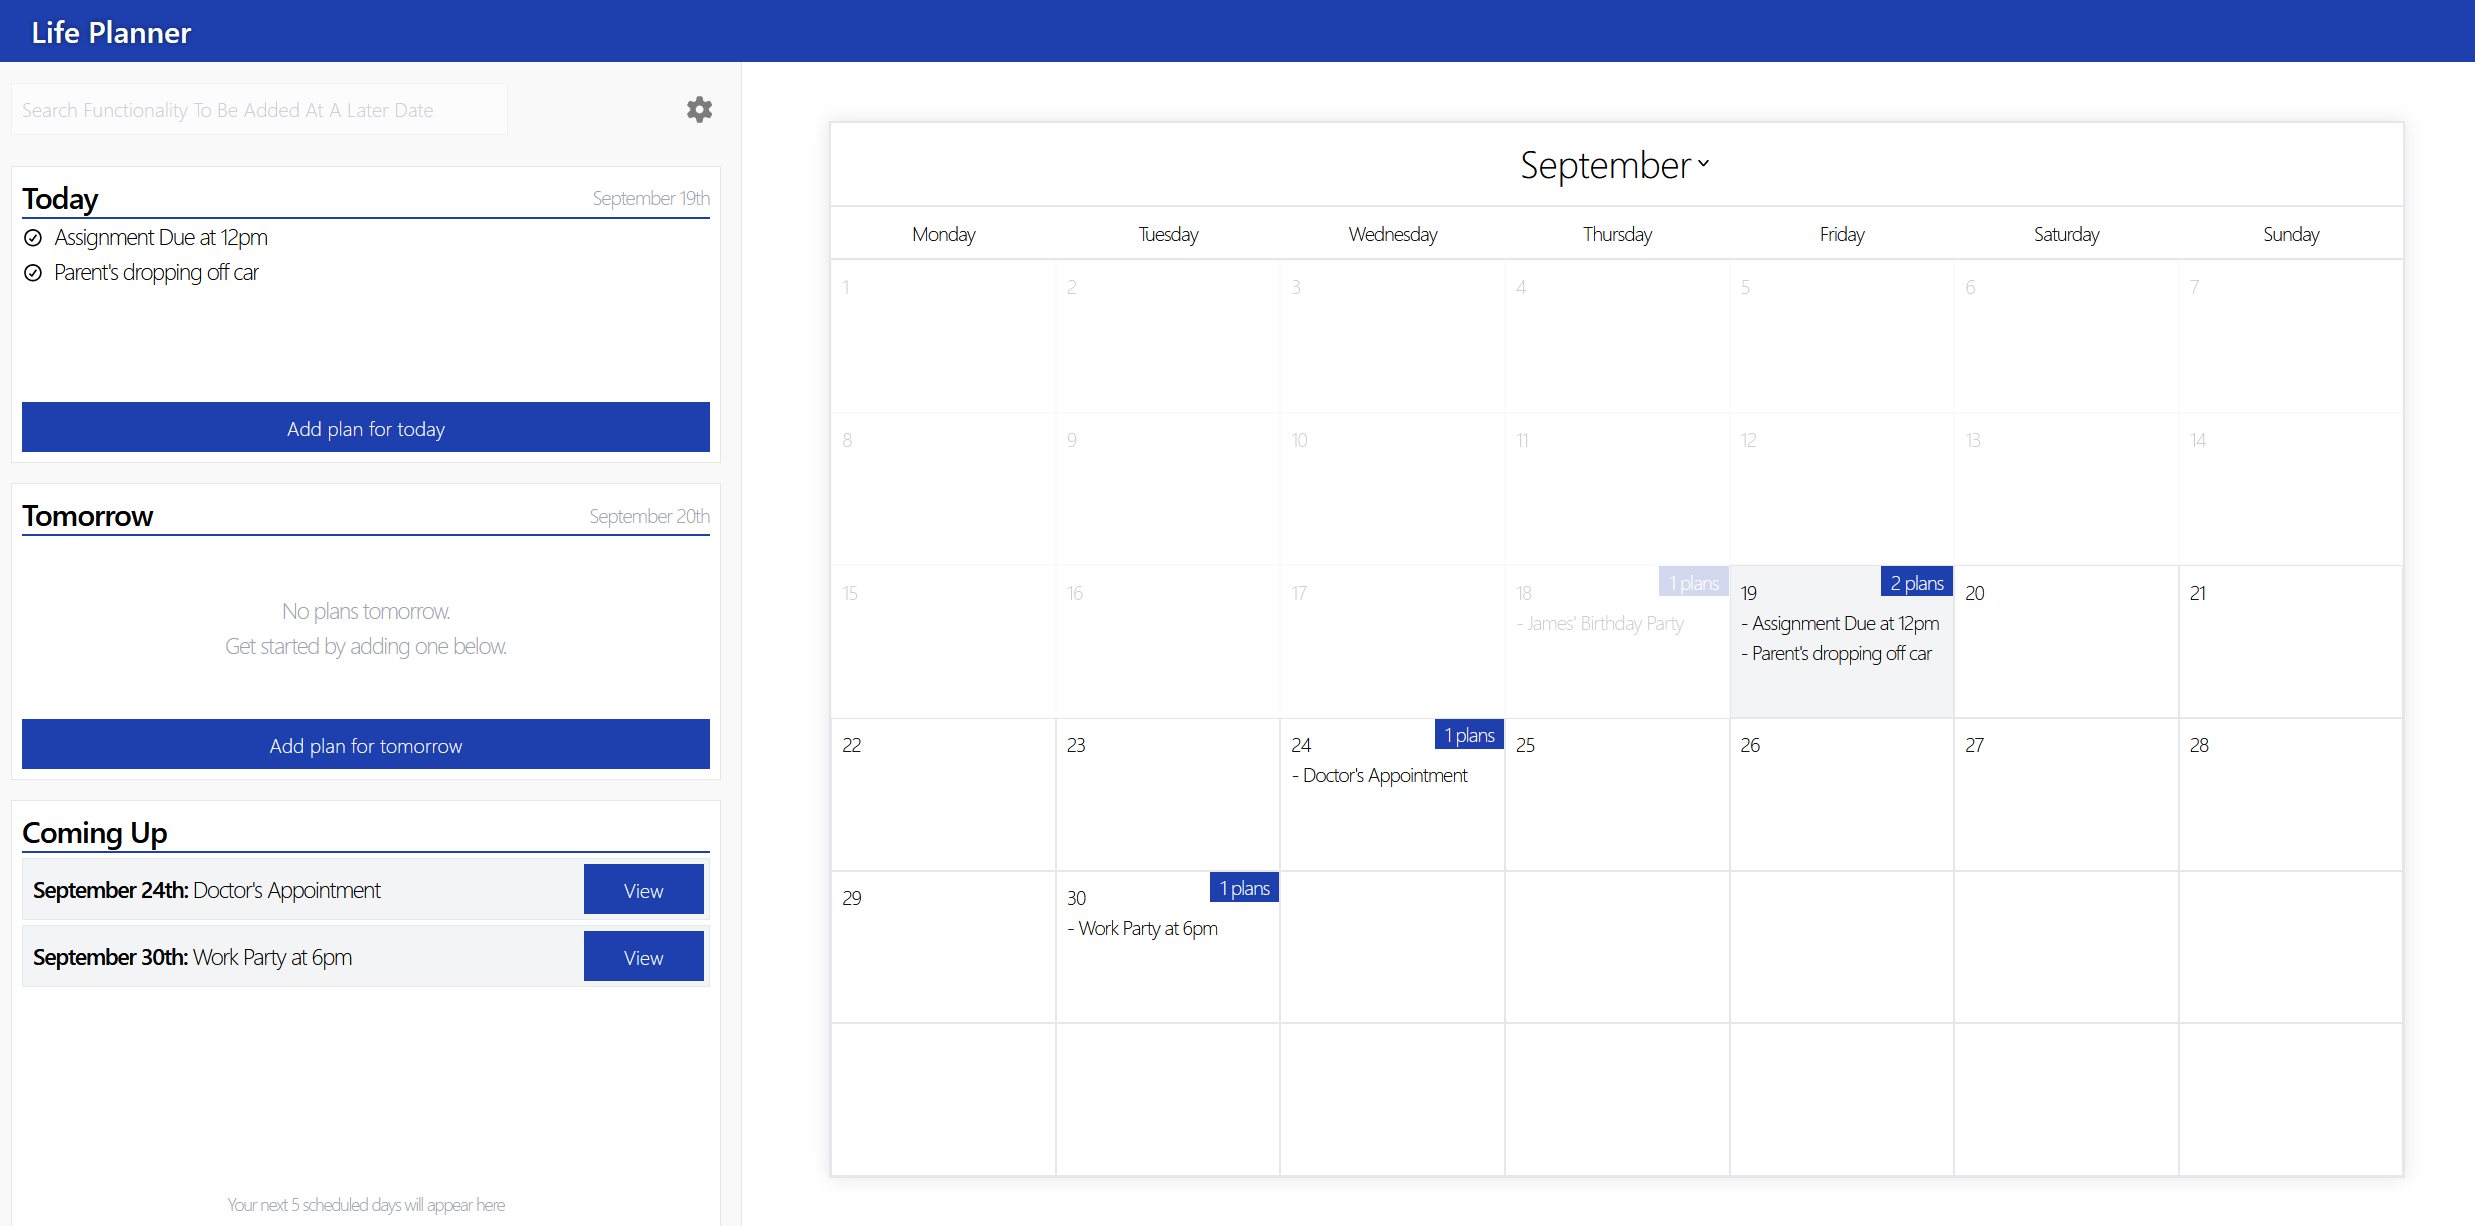 Life Planner
Search Functionality To Be Added At A Later Date
Today
September 19th
Assignment Due at 12pm
Parent's dropping off car
Add plan for today
Tomorrow
September 20th
No plans tomorrow.
Get started by adding one below.
Add plan for tomorrow
Coming Up
September 24th: Doctor's Appointment
View
September 30th: Work Party at 6pm
View
Your next 5 scheduled days will appear here
September
Monday Tuesday Wednesday Thursday Friday Saturday Sunday
1 2 3 4 5 6 7
8 9 10 11 12 13 14
15 16 17
18 1 plans
- James' Birthday Party
19 2 plans
- Assignment Due at 12pm
- Parent's dropping off car
20 21
22 23
24 1 plans
- Doctor's Appointment
25 26 27 28
29
30 1 plans
- Work Party at 6pm